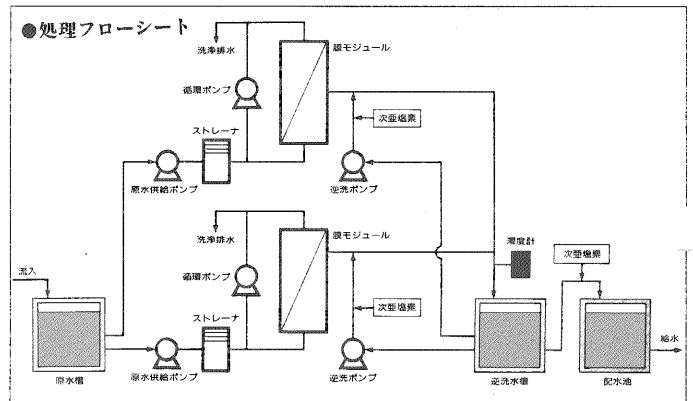 ●処理フローシート
洗浄排水
膜モジュール
循環ポンプ
次亜塩素
ストレーナ
原水供給ポンプ
逆洗ポンプ
洗浄排水
膜モジュール
濁度計
次亜塩素
循環ポンプ
流入
次亜塩素
ストレーナ
給水
原水槽
原水供給ポンプ
逆洗ポンプ
逆洗水槽
配水池